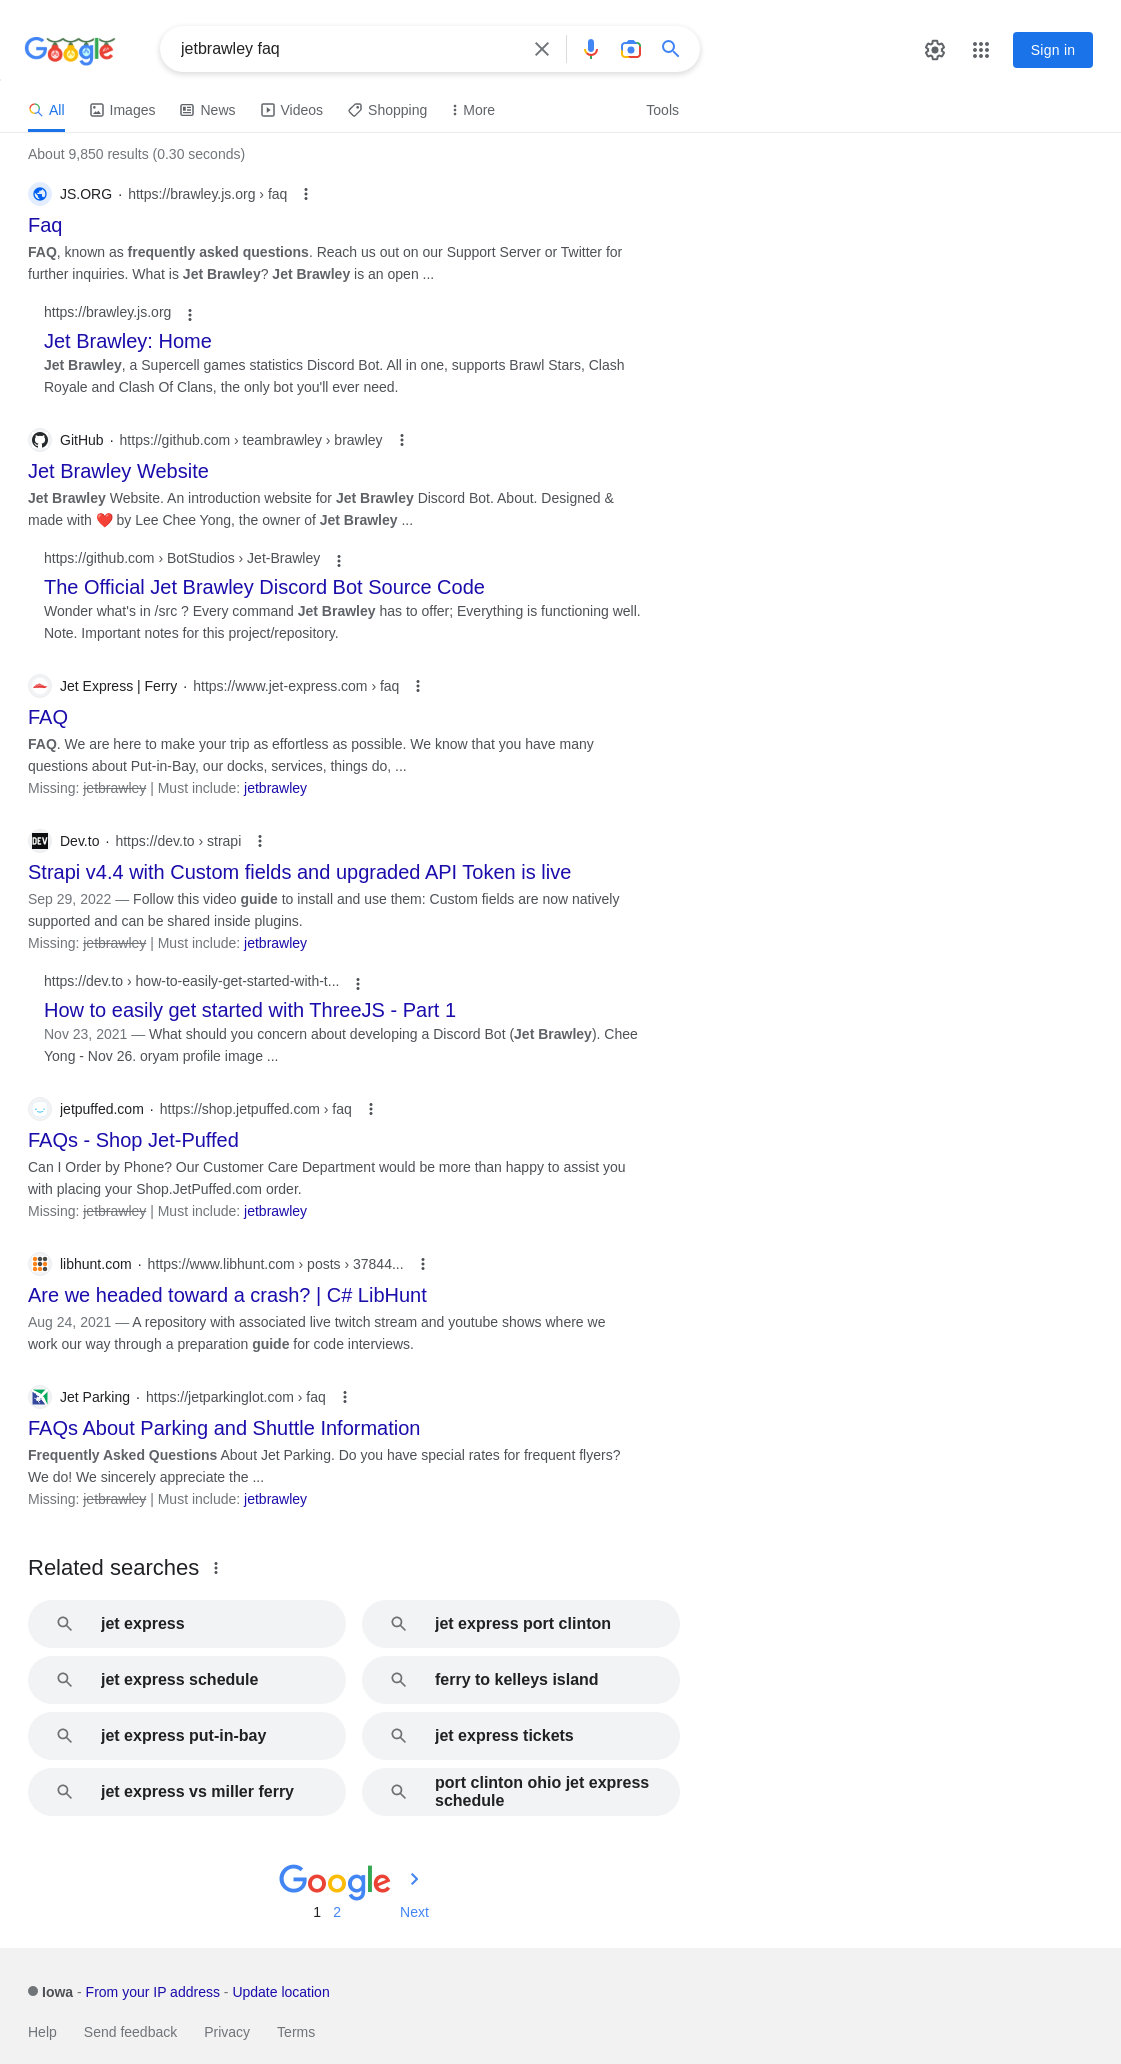 Google
jetbrawley faq
Sign in
All Images News Videos Shopping More Tools
About 9,850 results (0.30 seconds)
JS.ORG · https://brawley.js.org › faq
Faq
FAQ, known as frequently asked questions. Reach us out on our Support Server or Twitter for
further inquiries. What is Jet Brawley? Jet Brawley is an open ...
https://brawley.js.org
Jet Brawley: Home
Jet Brawley, a Supercell games statistics Discord Bot. All in one, supports Brawl Stars, Clash
Royale and Clash Of Clans, the only bot you'll ever need.
GitHub · https://github.com › teambrawley › brawley
Jet Brawley Website
Jet Brawley Website. An introduction website for Jet Brawley Discord Bot. About. Designed &
made with ❤️ by Lee Chee Yong, the owner of Jet Brawley ...
https://github.com › BotStudios › Jet-Brawley
The Official Jet Brawley Discord Bot Source Code
Wonder what's in /src ? Every command Jet Brawley has to offer; Everything is functioning well.
Note. Important notes for this project/repository.
Jet Express | Ferry · https://www.jet-express.com › faq
FAQ
FAQ. We are here to make your trip as effortless as possible. We know that you have many
questions about Put-in-Bay, our docks, services, things do, ...
Missing: jetbrawley | Must include: jetbrawley
DEV Dev.to · https://dev.to › strapi
Strapi v4.4 with Custom fields and upgraded API Token is live
Sep 29, 2022 — Follow this video guide to install and use them: Custom fields are now natively
supported and can be shared inside plugins.
Missing: jetbrawley | Must include: jetbrawley
https://dev.to › how-to-easily-get-started-with-t...
How to easily get started with ThreeJS - Part 1
Nov 23, 2021 — What should you concern about developing a Discord Bot (Jet Brawley). Chee
Yong - Nov 26. oryam profile image ...
jetpuffed.com · https://shop.jetpuffed.com › faq
FAQs - Shop Jet-Puffed
Can I Order by Phone? Our Customer Care Department would be more than happy to assist you
with placing your Shop.JetPuffed.com order.
Missing: jetbrawley | Must include: jetbrawley
libhunt.com · https://www.libhunt.com › posts › 37844...
Are we headed toward a crash? | C# LibHunt
Aug 24, 2021 — A repository with associated live twitch stream and youtube shows where we
work our way through a preparation guide for code interviews.
Jet Parking · https://jetparkinglot.com › faq
FAQs About Parking and Shuttle Information
Frequently Asked Questions About Jet Parking. Do you have special rates for frequent flyers?
We do! We sincerely appreciate the ...
Missing: jetbrawley | Must include: jetbrawley
Related searches
jet express
jet express port clinton
jet express schedule
ferry to kelleys island
jet express put-in-bay
jet express tickets
jet express vs miller ferry
port clinton ohio jet express
schedule
Google
1 2 Next
Iowa - From your IP address - Update location
Help Send feedback Privacy Terms